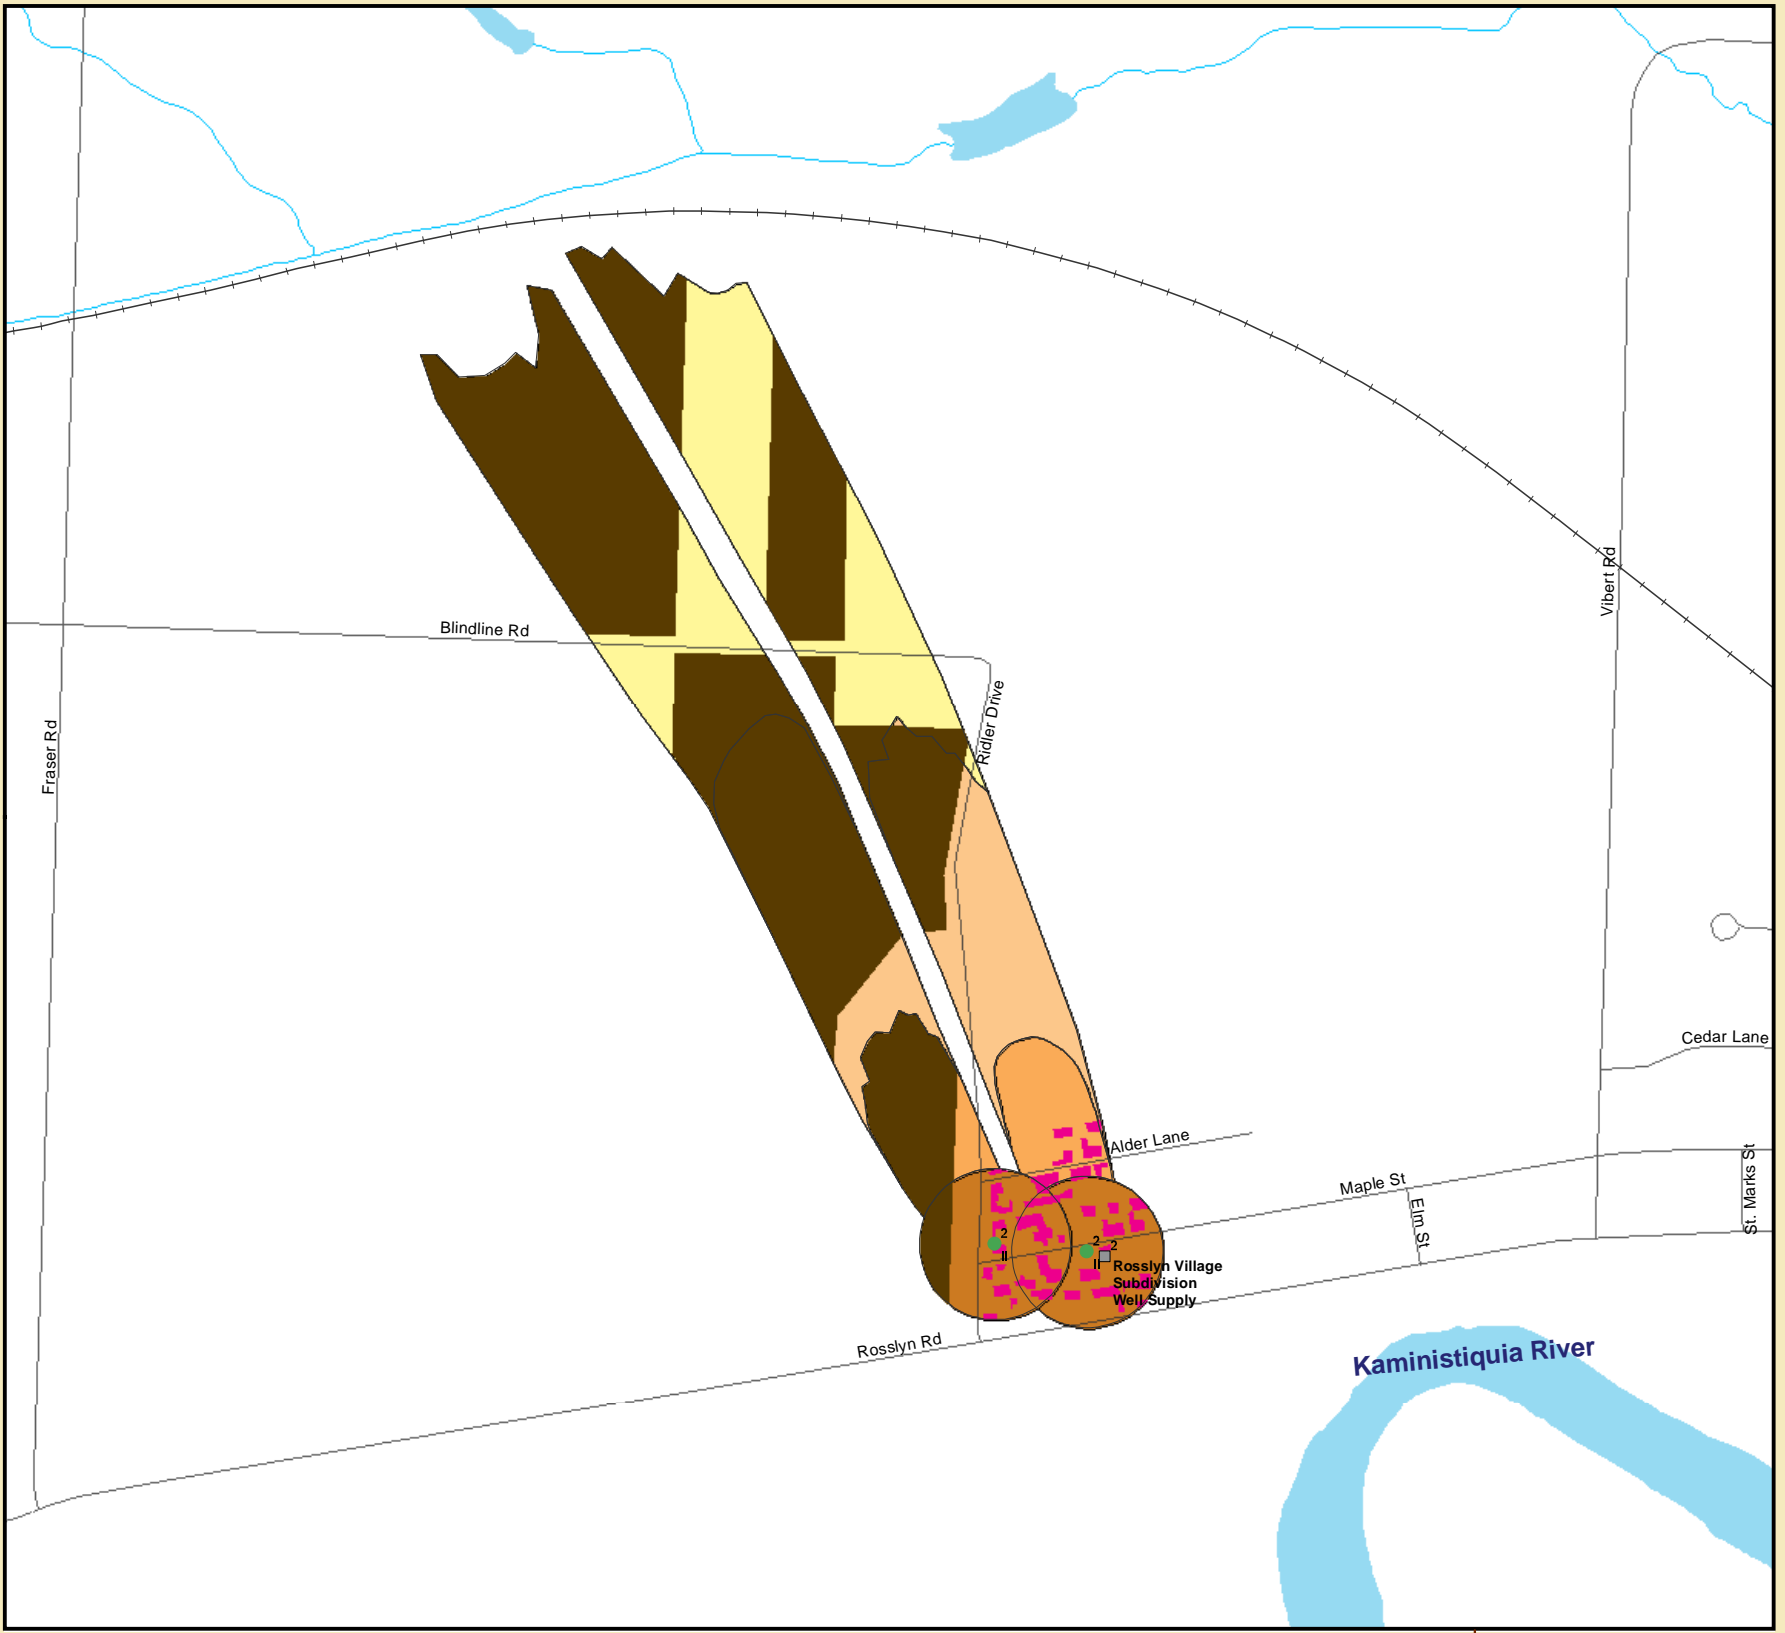 Blindline Rd
Vibert Rd
Ridler Drive
Fraser Rd
Cedar Lane
Alder Lane
Maple St
Elm St
St. Marks St
2
II
2
II
2
Rosslyn Village
Subdivision
Well Supply
Rosslyn Rd
Kaministiquia River